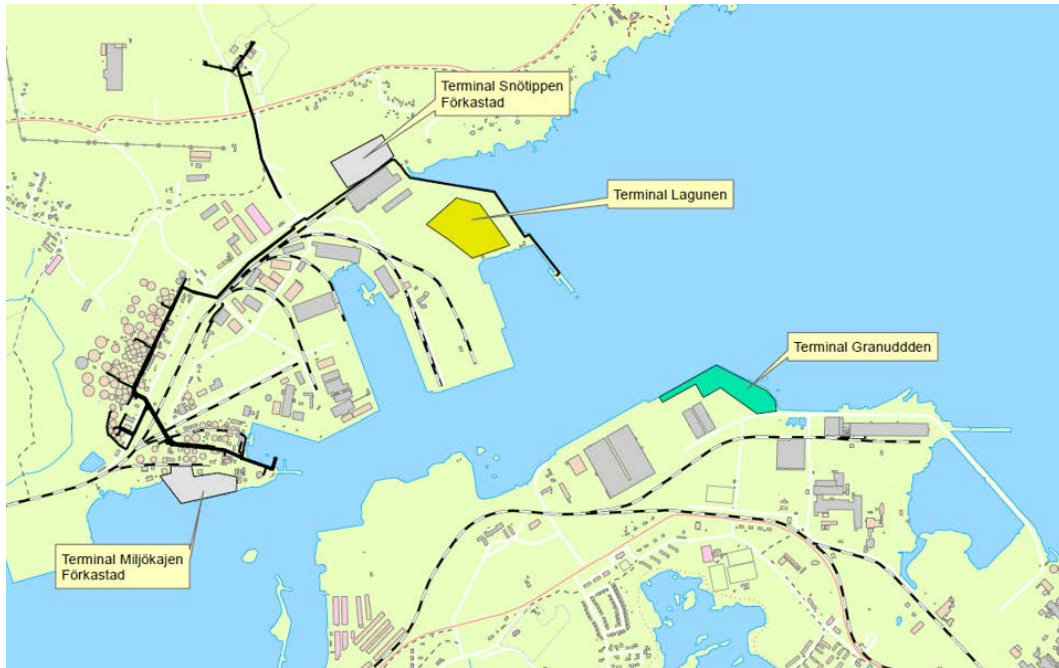 Terminal Snötippen
Förkastad
Terminal Lagunen
Terminal Granuddden
Terminal Miljökajen
Förkastad